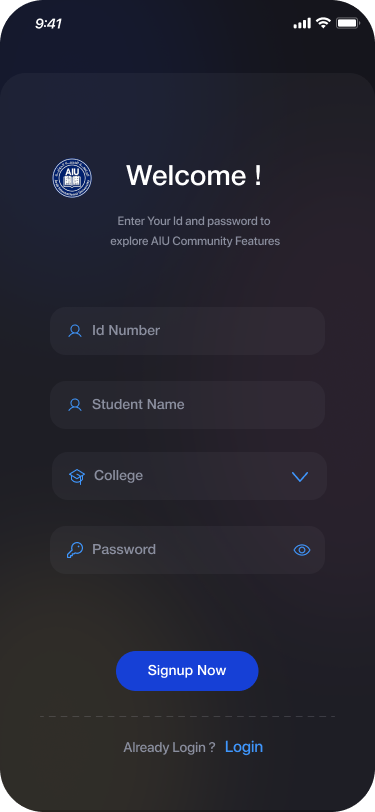 9:41
AIU
Welcome !
Enter Your Id and password to
explore AIU Community Features
Id Number
Student Name
College
Password
Signup Now
Already Login ? Login